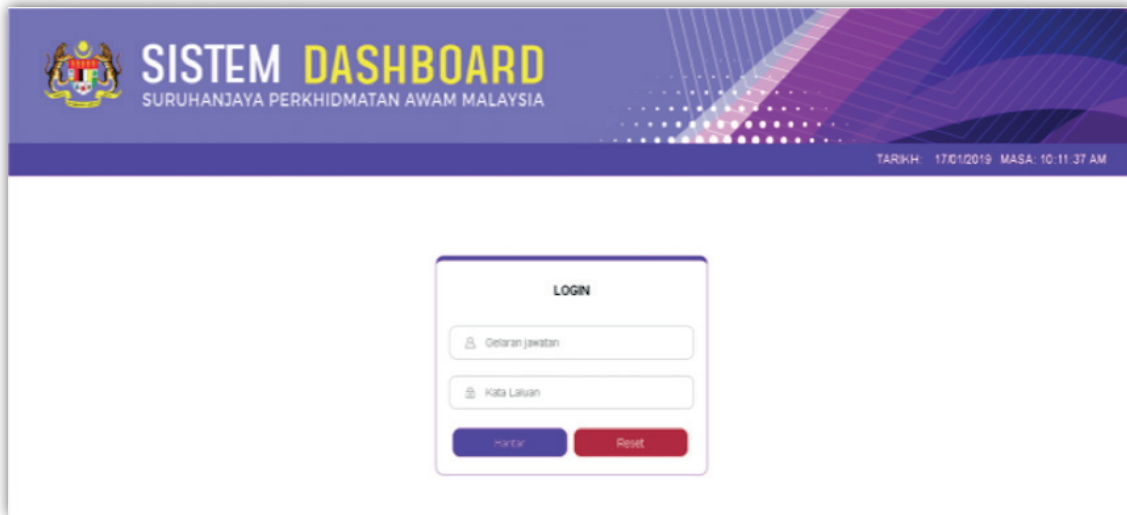 SISTEM DASHBOARD
SURUHANJAYA PERKHIDMATAN AWAM MALAYSIA
TARIKH: 17/01/2019 MASA: 10:11:37 AM
LOGIN
Gelaran jawatan
Kata Laluan
Hantar Reset